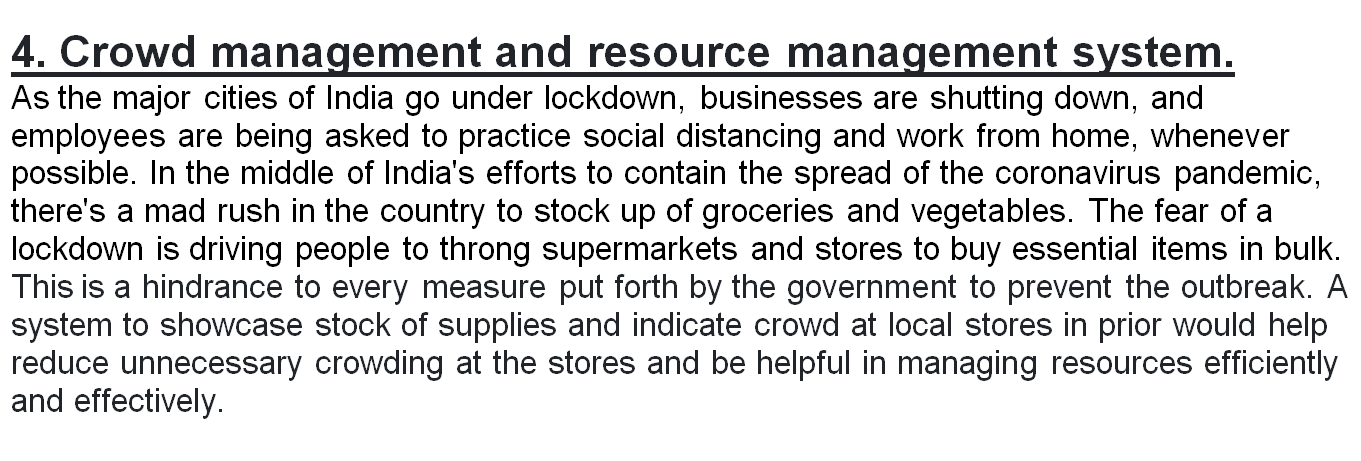 4. Crowd management and resource management system.
As the major cities of India go under lockdown, businesses are shutting down, and
employees are being asked to practice social distancing and work from home, whenever
possible. In the middle of India's efforts to contain the spread of the coronavirus pandemic,
there's a mad rush in the country to stock up of groceries and vegetables. The fear of a
lockdown is driving people to throng supermarkets and stores to buy essential items in bulk.
This is a hindrance to every measure put forth by the government to prevent the outbreak. A
system to showcase stock of supplies and indicate crowd at local stores in prior would help
reduce unnecessary crowding at the stores and be helpful in managing resources efficiently
and effectively.